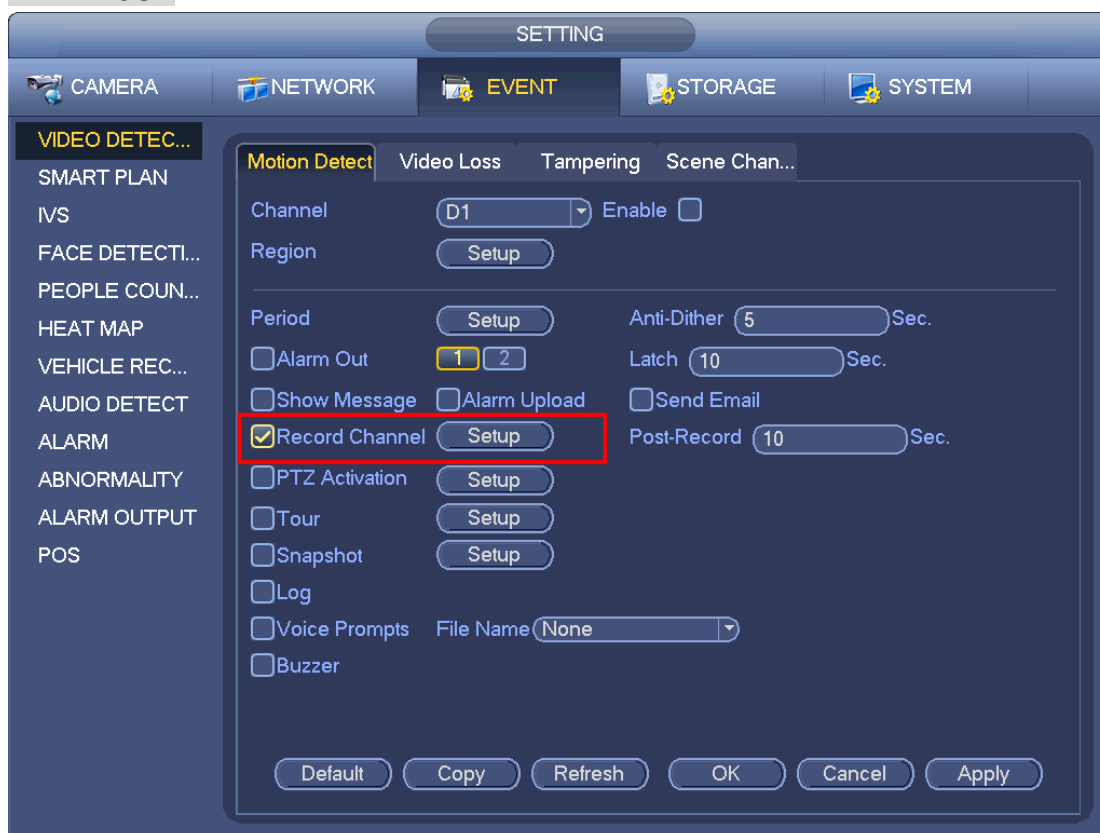 SETTING
CAMERA NETWORK EVENT STORAGE SYSTEM
VIDEO DETEC...
SMART PLAN
IVS
FACE DETECTI...
PEOPLE COUN...
HEAT MAP
VEHICLE REC...
AUDIO DETECT
ALARM
ABNORMALITY
ALARM OUTPUT
POS
Motion Detect Video Loss Tampering Scene Chan...
Channel D1 Enable
Region Setup
Period Setup Anti-Dither 5 Sec.
Alarm Out 1 2 Latch 10 Sec.
Show Message Alarm Upload Send Email
Record Channel Setup Post-Record 10 Sec.
PTZ Activation Setup
Tour Setup
Snapshot Setup
Log
Voice Prompts File Name None
Buzzer
Default Copy Refresh OK Cancel Apply